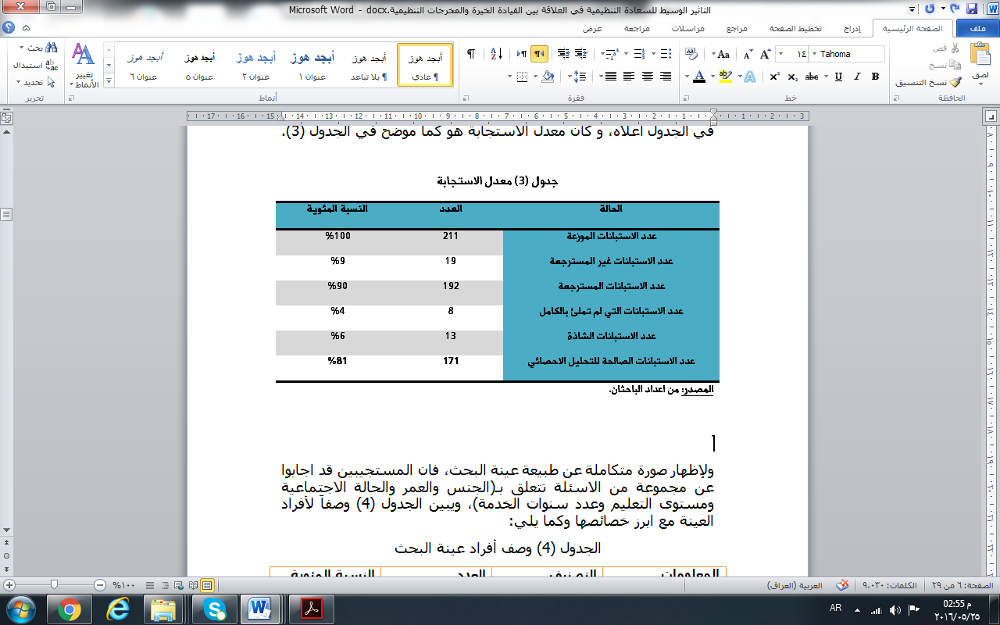 التاثير الوسيط للسعادة التنظيمية في العلاقة بين القيادة الخيرة والمخرجات التنظيمية.docx - Microsoft Word
ملف الصفحة الرئيسية إدراج تخطيط الصفحة مراجع مراسلات مراجعة عرض
لصق
قص
نسخ
نسخ التنسيق
الحافظة
Tahoma ١٤
خط
فقرة
أبجد هوز أبجد هوز أبجد هوز أبجد هوز أبجد هوز أبجد هوز
عادي بلا تباعد عنوان ١ عنوان ٢ عنوان ٥ عنوان ٦
تغيير الأنماط
أنماط
بحث
استبدال
تحديد
تحرير
في الجدول اعلاه، و كان معدل الاستجابة هو كما موضح في الجدول (3).
جدول (3) معدل الاستجابة
الحالة العدد النسبة المئوية
عدد الاستبانات الموزعة 211 100%
عدد الاستبانات غير المسترجعة 19 9%
عدد الاستبانات المسترجعة 192 90%
عدد الاستبانات التي لم تملئ بالكامل 8 4%
عدد الاستبانات الشاذة 13 6%
عدد الاستبانات الصالحة للتحليل الاحصائي 171 81%
المصدر: من اعداد الباحثان.
ولإظهار صورة متكاملة عن طبيعة عينة البحث، فان المستجيبين قد اجابوا
عن مجموعة من الاسئلة تتعلق بـ(الجنس والعمر والحالة الاجتماعية
ومستوى التعليم وعدد سنوات الخدمة)، ويبين الجدول (4) وصفاً لأفراد
العينة مع ابرز خصائصها وكما يلي:
الجدول (4) وصف أفراد عينة البحث
المعلومات التصنيف العدد النسبة المئوية
الصفحة: ٦ من ٢٩ الكلمات: ٩،٠٣٠ العربية (العراق) ١٠٠%
AR
02:55 م
٢٠١٦/٠٥/٢٥